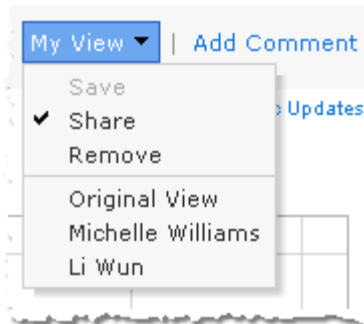 My View | Add Comment
Save
Updates
Share
Remove
Original View
Michelle Williams
Li Wun